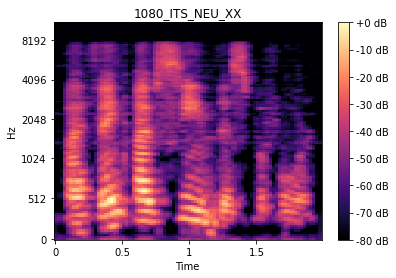 1080_ITS_NEU_XX
+0 dB
8192
-10 dB
4096
-20 dB
-30 dB
2048
Hz
-40 dB
1024
-50 dB
512
-60 dB
-70 dB
0
-80 dB
0
0.5
1
1.5
Time